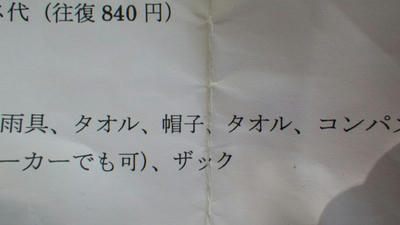 代（往復 840 円）
雨具、タオル、帽子、タオル、コンパ
ーカーでも可）、ザック